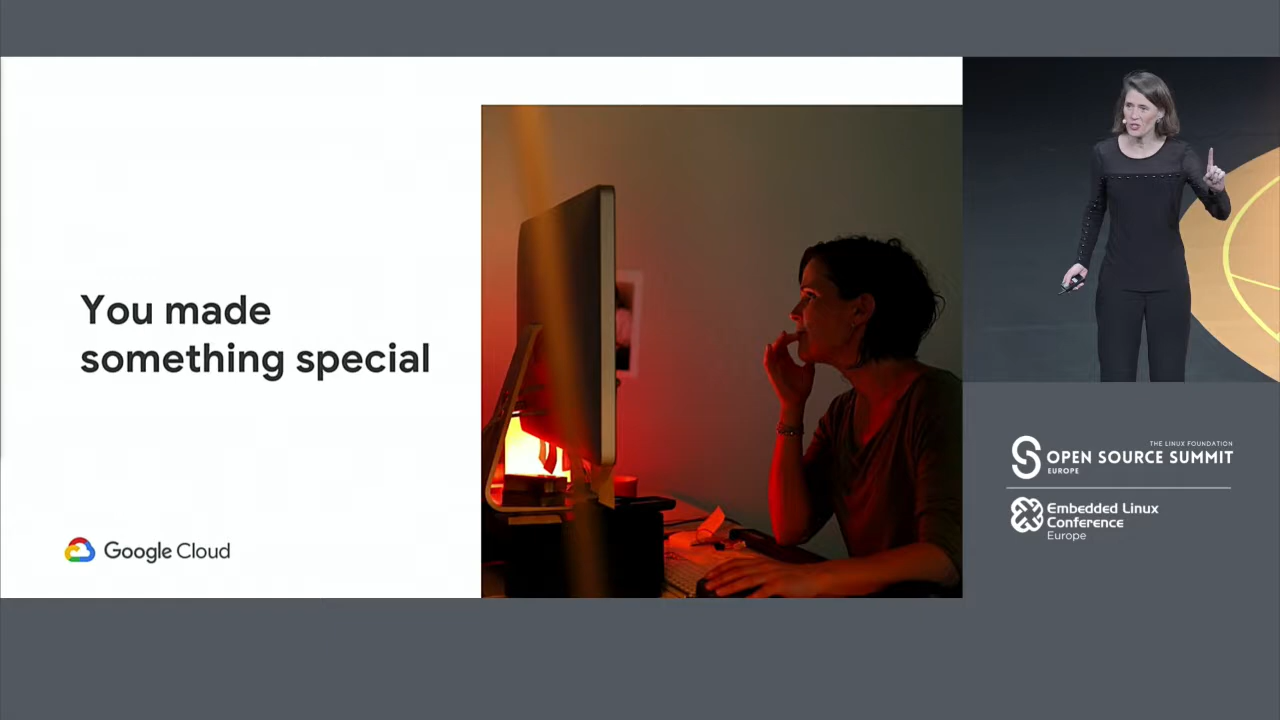 You made
something special
Google Cloud
THE LINUX FOUNDATION
OPEN SOURCE SUMMIT
EUROPE
Embedded Linux
Conference
Europe